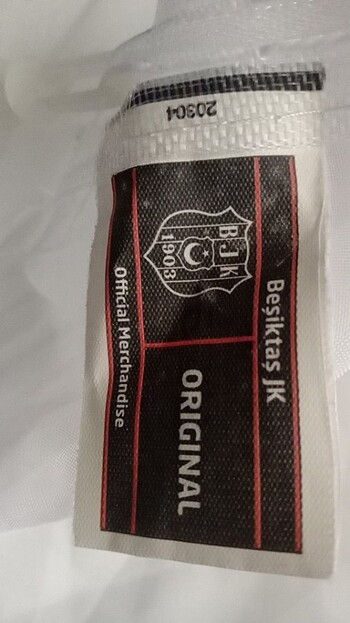 20304
Beşiktaş JK
BJK
1903
ORIGINAL
Official Merchandise